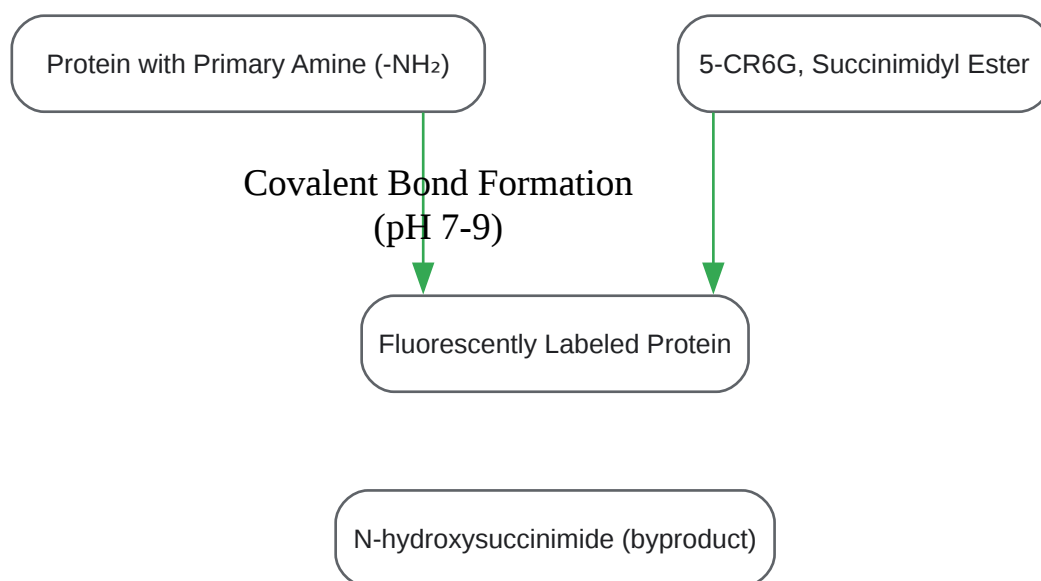 Protein with Primary Amine (-NH₂)
5-CR6G, Succinimidyl Ester
Covalent Bond Formation
(pH 7-9)
Fluorescently Labeled Protein
N-hydroxysuccinimide (byproduct)